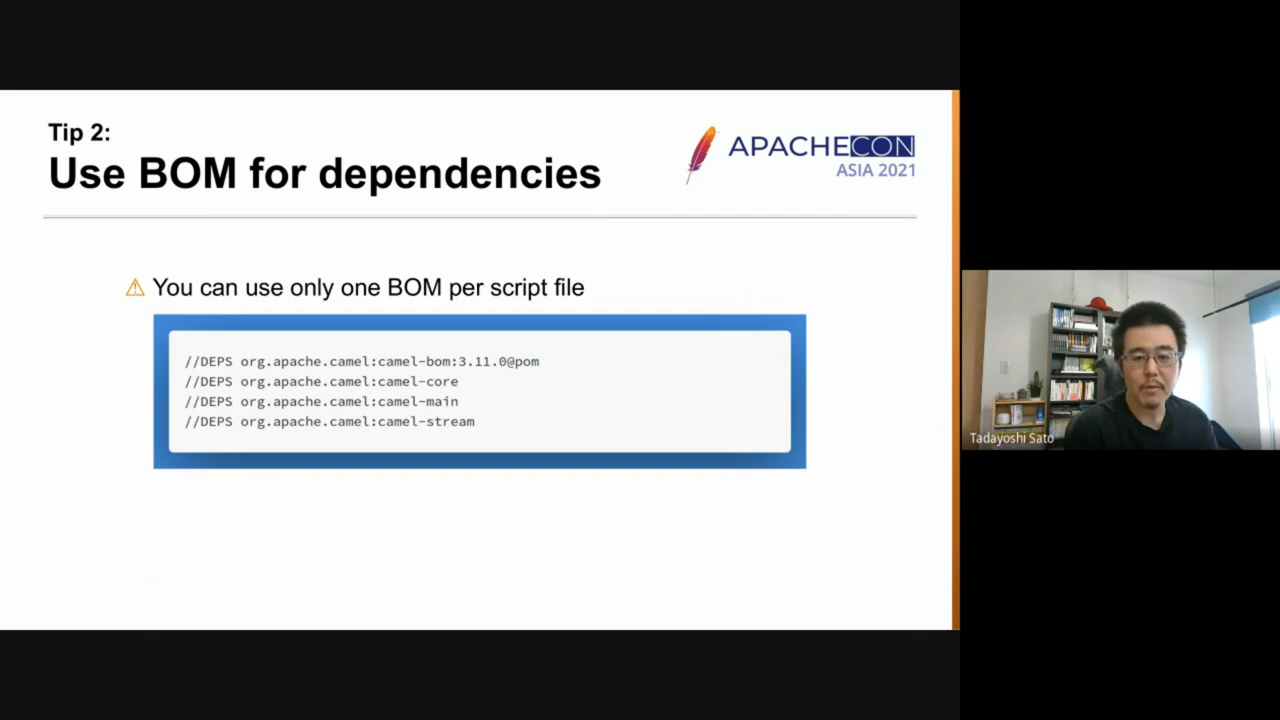 Tip 2:
Use BOM for dependencies
APACHECON
ASIA 2021
⚠ You can use only one BOM per script file
//DEPS org.apache.camel:camel-bom:3.11.0@pom
//DEPS org.apache.camel:camel-core
//DEPS org.apache.camel:camel-main
//DEPS org.apache.camel:camel-stream
Tadayoshi Sato